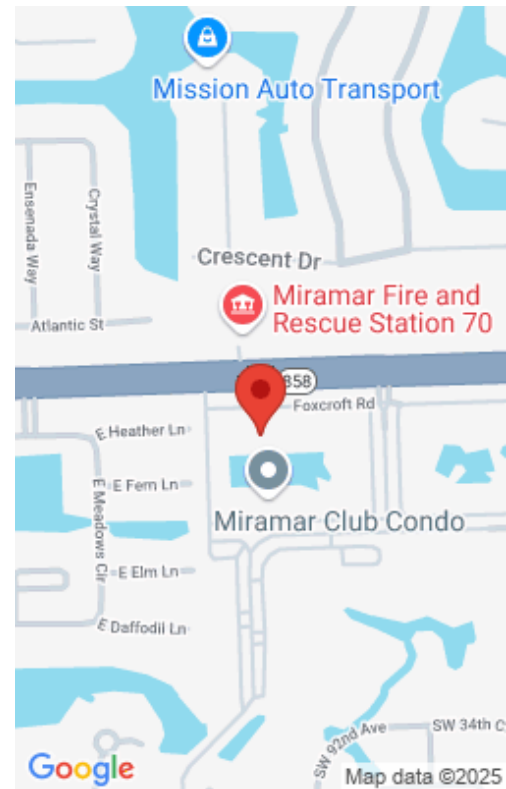 Mission Auto Transport
Ensenada Way
Crystal Way
Crescent Dr
Miramar Fire and
Rescue Station 70
Atlantic St
858
Foxcroft Rd
E Heather Ln
E Fern Ln
E Meadows Cir
Miramar Club Condo
E Elm Ln
E Daffodil Ln
SW 92nd Ave
SW 34th C
Google
Map data ©2025